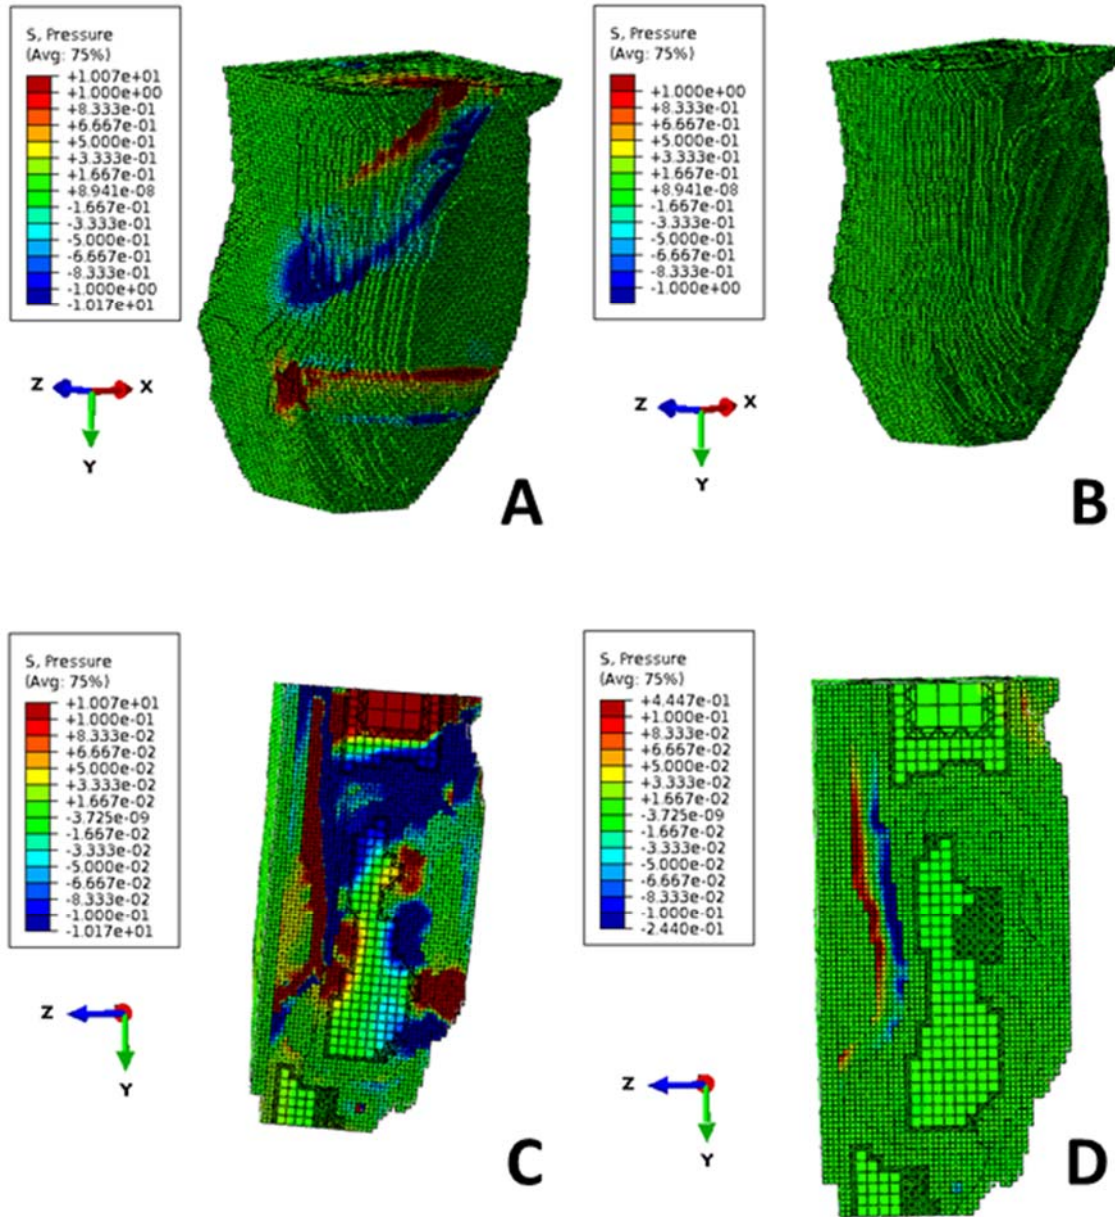 S, Pressure
(Avg: 75%)
+1.007e+01
+1.000e+00
+8.333e-01
+6.667e-01
+5.000e-01
+3.333e-01
+1.667e-01
+8.941e-08
-1.667e-01
-3.333e-01
-5.000e-01
-6.667e-01
-8.333e-01
-1.000e+00
-1.017e+01
Z
X
Y
A
S, Pressure
(Avg: 75%)
+1.000e+00
+8.333e-01
+6.667e-01
+5.000e-01
+3.333e-01
+1.667e-01
+8.941e-08
-1.667e-01
-3.333e-01
-5.000e-01
-6.667e-01
-8.333e-01
-1.000e+00
Z
X
Y
B
S, Pressure
(Avg: 75%)
+1.007e+01
+1.000e-01
+8.333e-02
+6.667e-02
+5.000e-02
+3.333e-02
+1.667e-02
-3.725e-09
-1.667e-02
-3.333e-02
-5.000e-02
-6.667e-02
-8.333e-02
-1.000e-01
-1.017e+01
Z
Y
C
S, Pressure
(Avg: 75%)
+4.447e-01
+1.000e-01
+8.333e-02
+6.667e-02
+5.000e-02
+3.333e-02
+1.667e-02
-3.725e-09
-1.667e-02
-3.333e-02
-5.000e-02
-6.667e-02
-8.333e-02
-1.000e-01
-2.440e-01
Z
Y
D